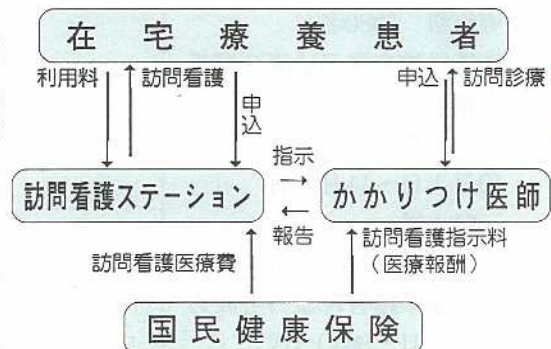 在宅療養患者
利用料
訪問看護
申込
申込
訪問診療
指示
訪問看護ステーション
かかりつけ医師
報告
訪問看護医療費
訪問看護指示料
(医療報酬)
国民健康保険